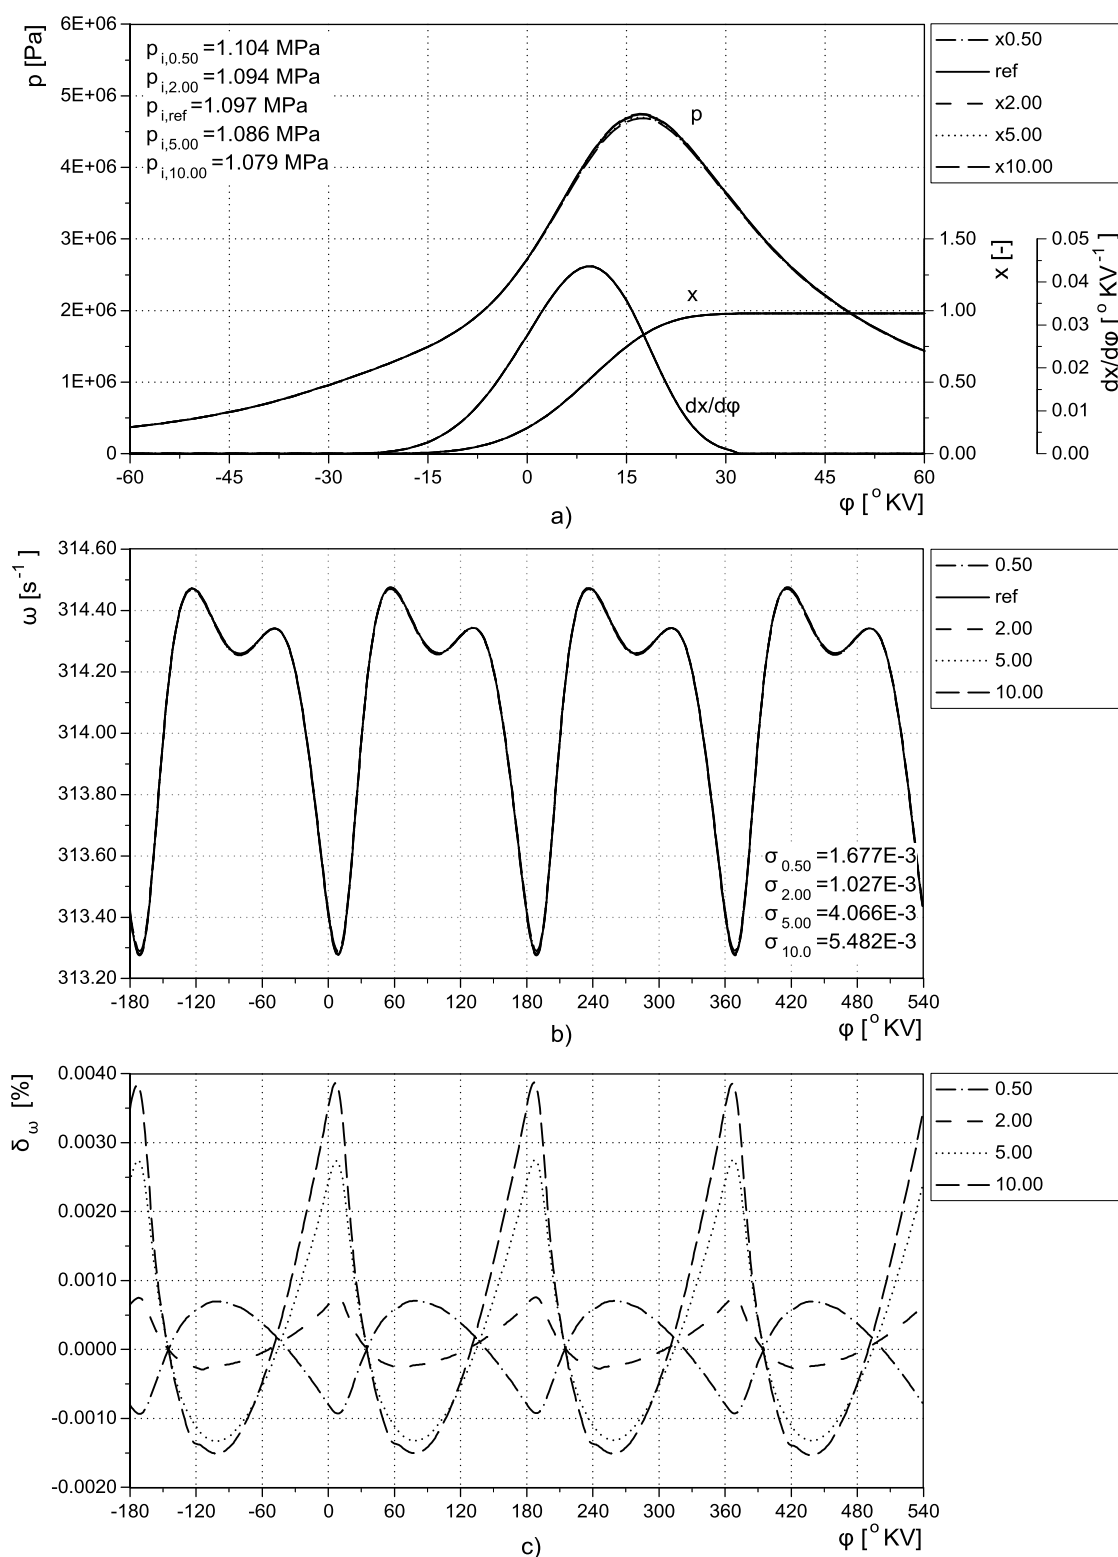 6E+06
5E+06
4E+06
3E+06
2E+06
1E+06
0
p [Pa]
p i,0.50 =1.104 MPa
p i,2.00 =1.094 MPa
p i,ref =1.097 MPa
p i,5.00 =1.086 MPa
p i,10.00 =1.079 MPa
p
x
dx/dφ
x0.50
ref
x2.00
x5.00
x10.00
1.50
1.00
0.50
0.00
x [-]
0.05
0.04
0.03
0.02
0.01
0.00
dx/dφ [°KV⁻¹]
-60 -45 -30 -15 0 15 30 45 60
φ [°KV]
a)
314.60
314.40
314.20
314.00
313.80
313.60
313.40
313.20
ω [s⁻¹]
0.50
ref
2.00
5.00
10.00
σ 0.50 =1.677E-3
σ 2.00 =1.027E-3
σ 5.00 =4.066E-3
σ 10.0 =5.482E-3
-180 -120 -60 0 60 120 180 240 300 360 420 480 540
φ [°KV]
b)
0.0040
0.0030
0.0020
0.0010
0.0000
-0.0010
-0.0020
δω [%]
0.50
2.00
5.00
10.00
-180 -120 -60 0 60 120 180 240 300 360 420 480 540
φ [°KV]
c)